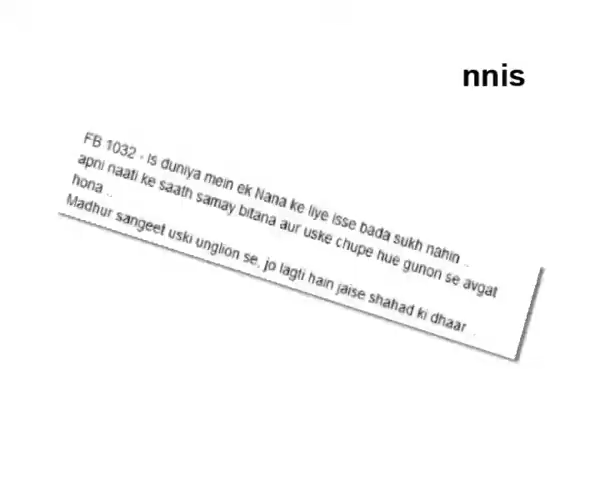 nnis
FB 1032 - Is duniya mein ek Nana ke liye isse bada sukh nahin ..
apni naati ke saath samay bitana aur uske chupe hue gunon se avgat
hona ..
Madhur sangeet uski unglion se, jo lagti hain jaise shahad ki dhaar ..